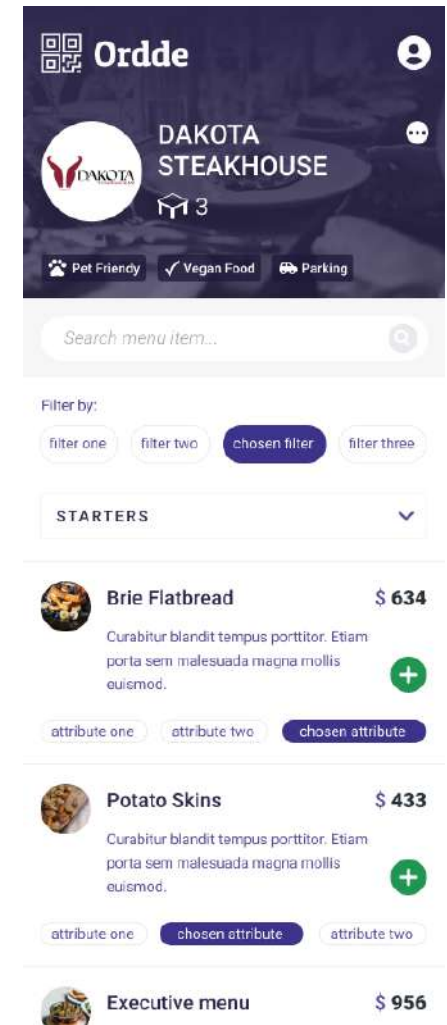 Ordde
DAKOTA
STEAKHOUSE
DAKOTA
3
Pet Friendy
Vegan Food
Parking
Search menu item...
Filter by:
filter one
filter two
chosen filter
filter three
STARTERS
Brie Flatbread
$ 634
Curabitur blandit tempus porttitor. Etiam
porta sem malesuada magna mollis
euismod.
attribute one
attribute two
chosen attribute
Potato Skins
$ 433
Curabitur blandit tempus porttitor. Etiam
porta sem malesuada magna mollis
euismod.
attribute one
chosen attribute
attribute two
Executive menu
$ 956